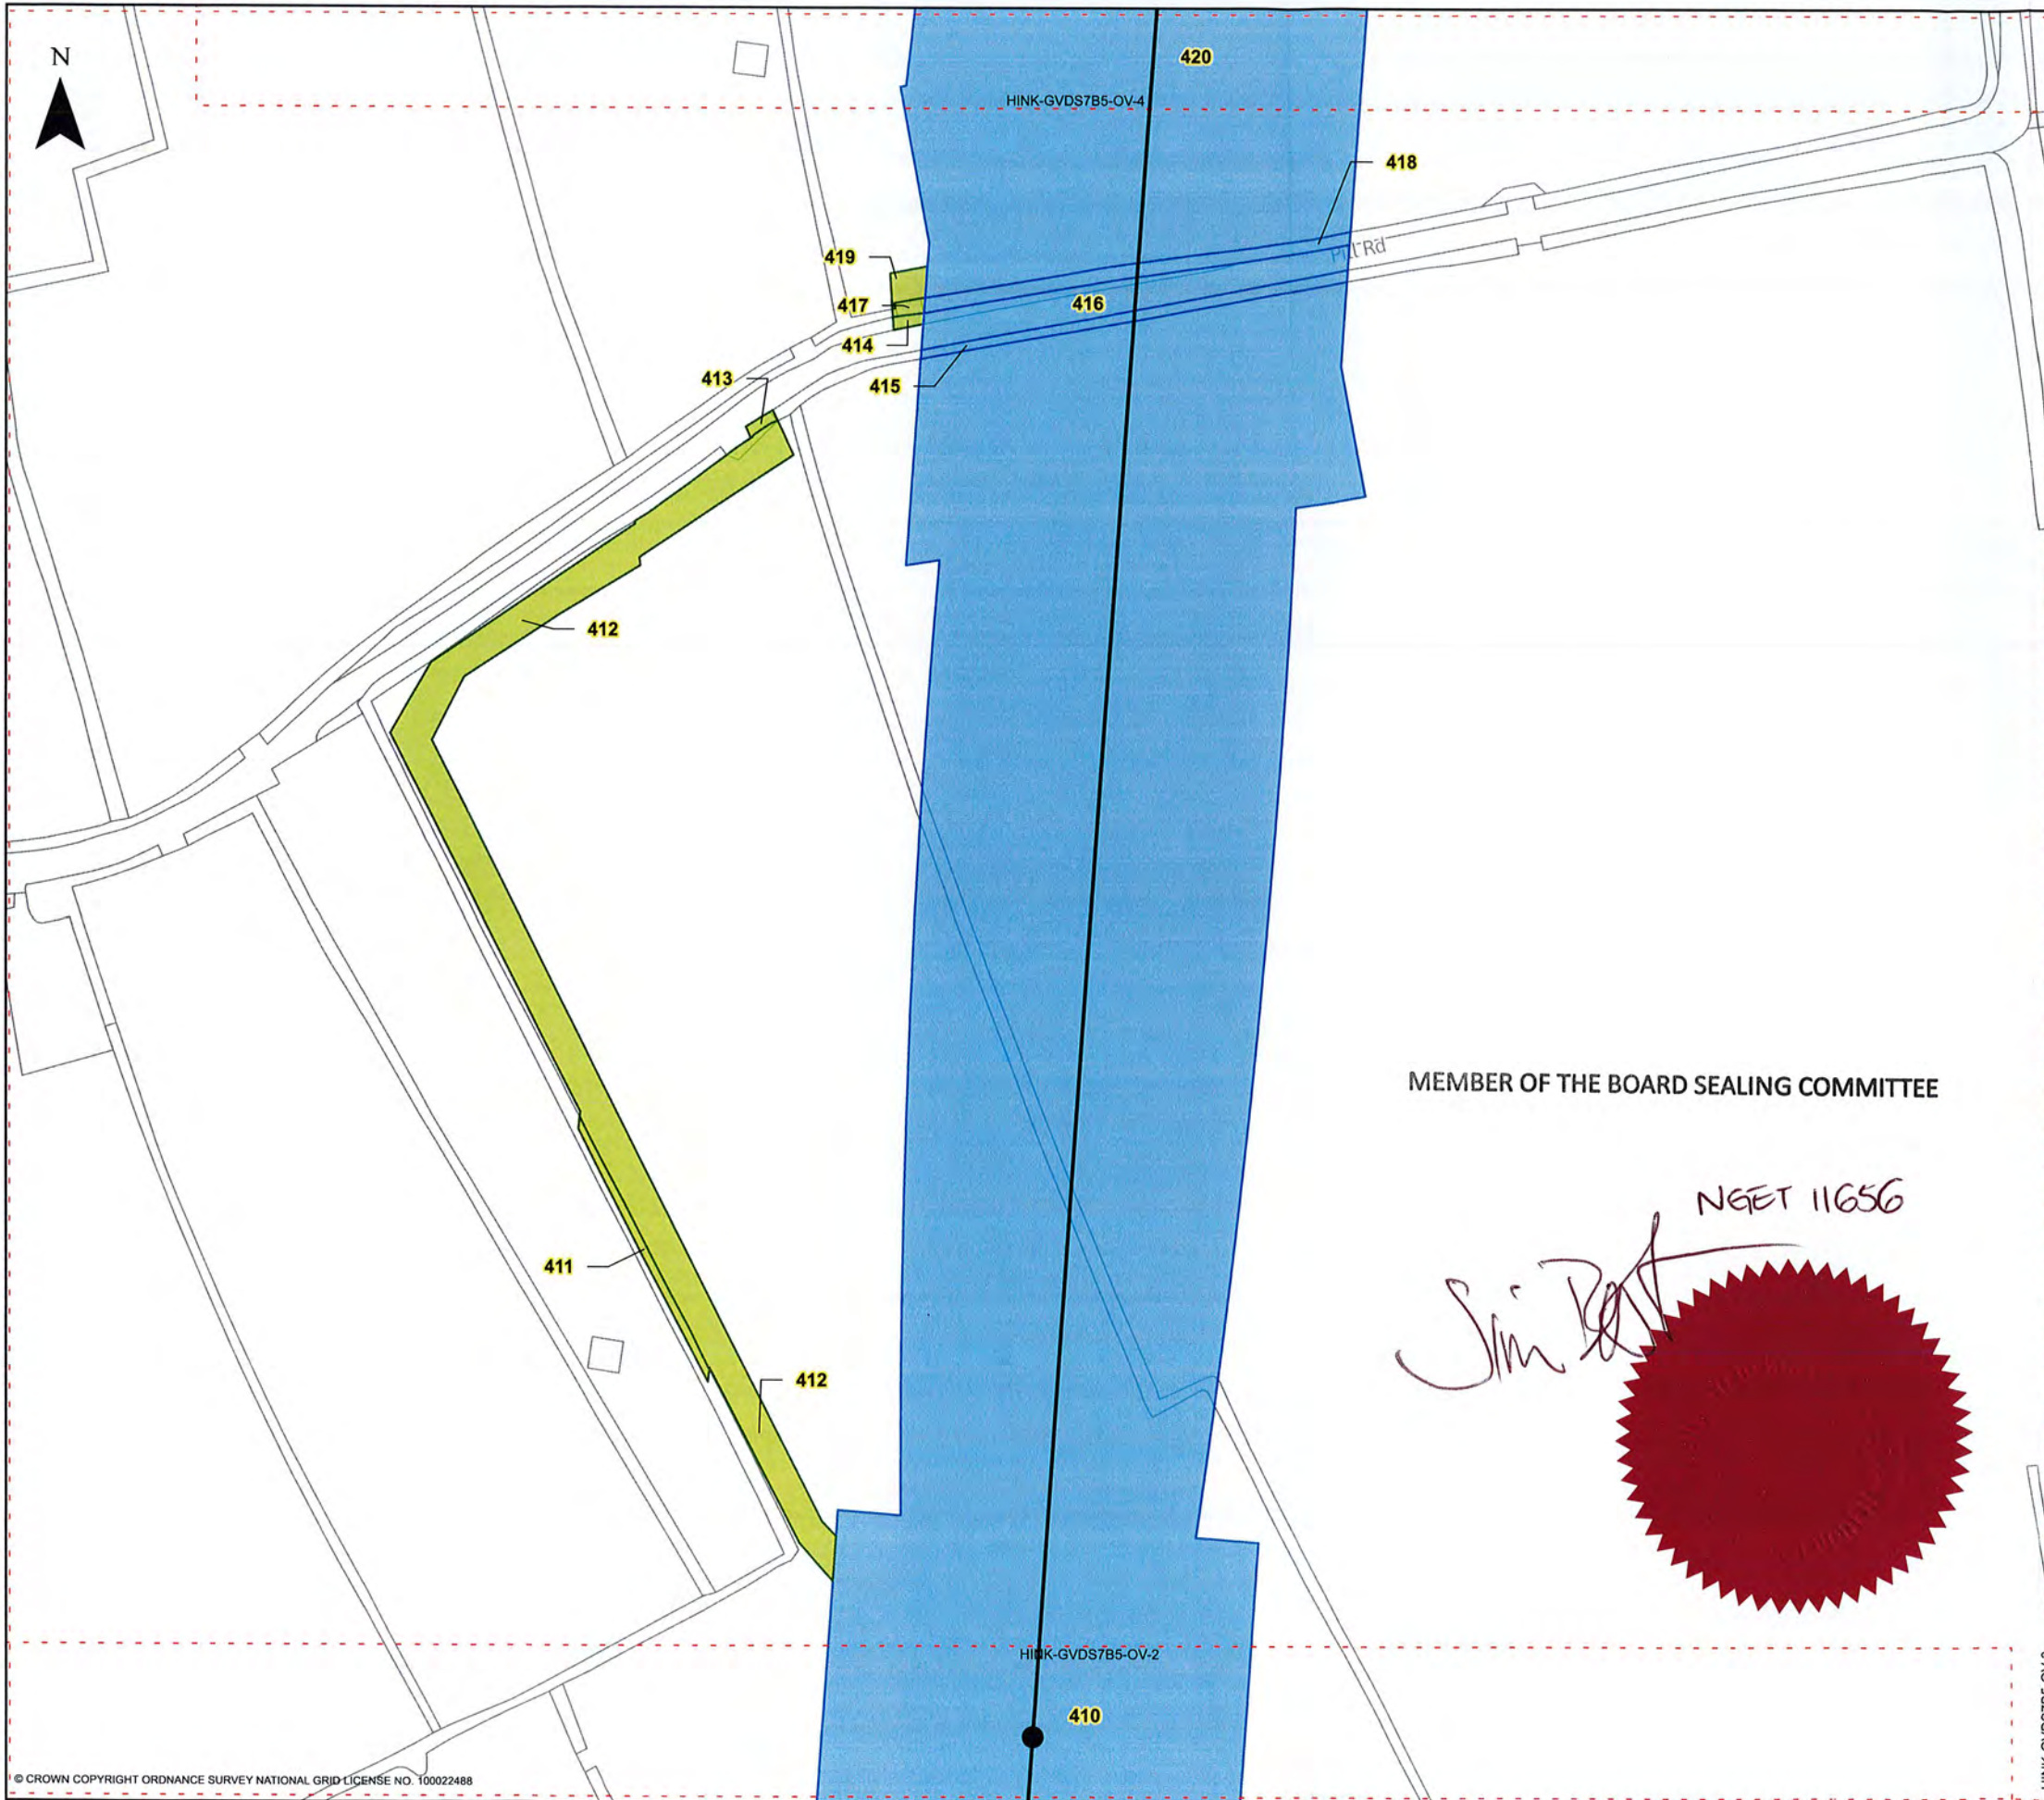 N
420
HINK-GVDS7B5-OV-4
418
Pill Rd
419
417
416
414
415
413
412
MEMBER OF THE BOARD SEALING COMMITTEE
NGET 11656
411
412
HINK-GVDS7B5-OV-2
410
© CROWN COPYRIGHT ORDNANCE SURVEY NATIONAL GRID LICENSE NO. 100022488